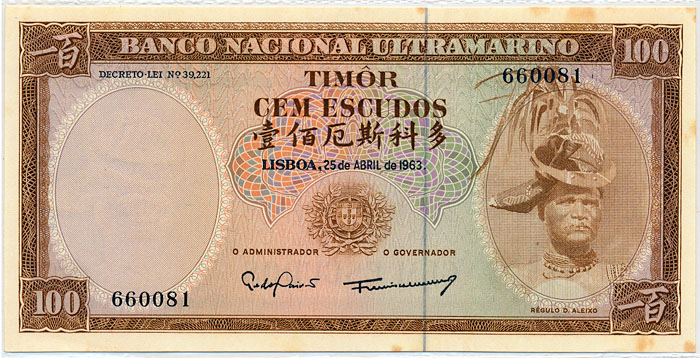 一百 BANCO NACIONAL ULTRAMARINO 100
DECRETO-LEI Nº 39,221
TIMÔR 660081
CEM ESCUDOS
壹佰厄斯科多
LISBOA, 25 de ABRIL de 1963
O ADMINISTRADOR O GOVERNADOR
100 660081
RÉGULO D. ALEIXO 一百